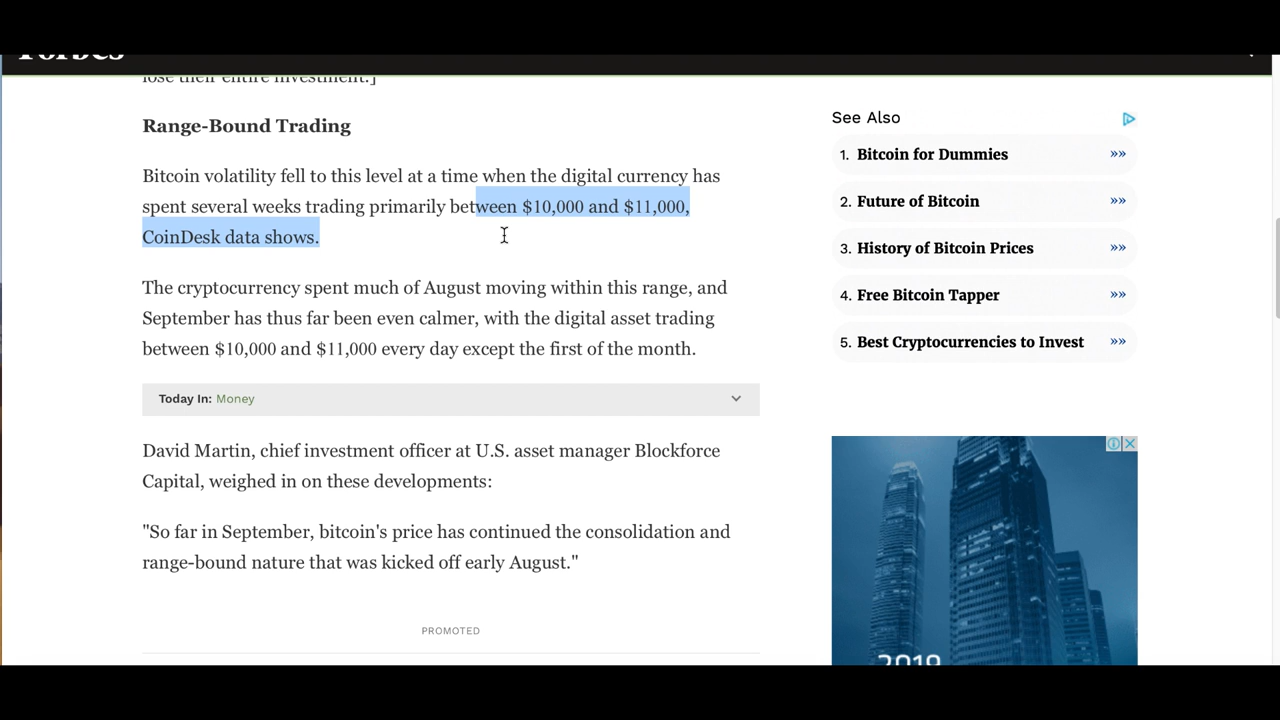 Forbes
lose their entire investment.]
Range-Bound Trading
Bitcoin volatility fell to this level at a time when the digital currency has
spent several weeks trading primarily between $10,000 and $11,000,
CoinDesk data shows.
The cryptocurrency spent much of August moving within this range, and
September has thus far been even calmer, with the digital asset trading
between $10,000 and $11,000 every day except the first of the month.
Today In: Money
David Martin, chief investment officer at U.S. asset manager Blockforce
Capital, weighed in on these developments:
"So far in September, bitcoin's price has continued the consolidation and
range-bound nature that was kicked off early August."
PROMOTED
See Also
1. Bitcoin for Dummies »»
2. Future of Bitcoin »»
3. History of Bitcoin Prices »»
4. Free Bitcoin Tapper »»
5. Best Cryptocurrencies to Invest »»
2019